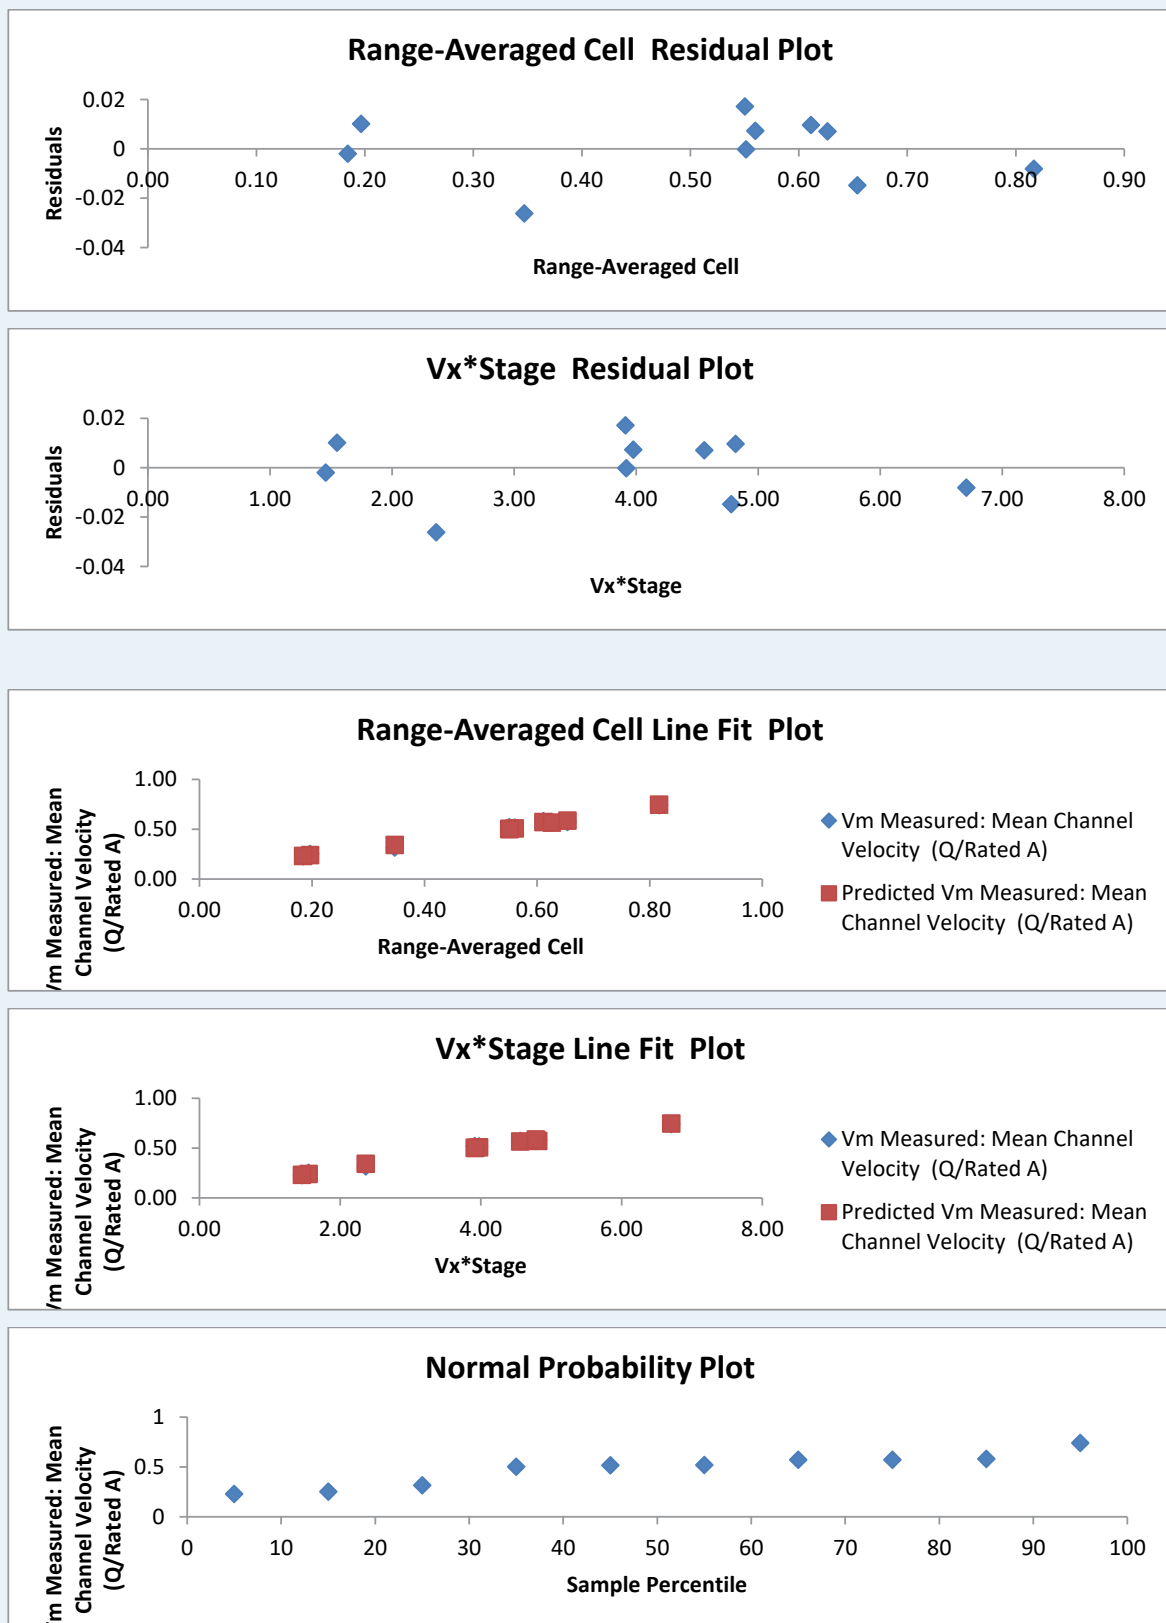 Range-Averaged Cell  Residual Plot
0.02
0
-0.02
-0.04
Residuals
0.00 0.10 0.20 0.30 0.40 0.50 0.60 0.70 0.80 0.90
Range-Averaged Cell
Vx*Stage  Residual Plot
0.02
0
-0.02
-0.04
Residuals
0.00 1.00 2.00 3.00 4.00 5.00 6.00 7.00 8.00
Vx*Stage
Range-Averaged Cell Line Fit  Plot
Vm Measured: Mean
Channel Velocity
(Q/Rated A)
1.00
0.50
0.00
0.00 0.20 0.40 0.60 0.80 1.00
Range-Averaged Cell
Vm Measured: Mean Channel
Velocity  (Q/Rated A)
Predicted Vm Measured: Mean
Channel Velocity  (Q/Rated A)
Vx*Stage Line Fit  Plot
Vm Measured: Mean
Channel Velocity
(Q/Rated A)
1.00
0.50
0.00
0.00 2.00 4.00 6.00 8.00
Vx*Stage
Vm Measured: Mean Channel
Velocity  (Q/Rated A)
Predicted Vm Measured: Mean
Channel Velocity  (Q/Rated A)
Normal Probability Plot
Vm Measured: Mean
Channel Velocity
(Q/Rated A)
1
0.5
0
0 10 20 30 40 50 60 70 80 90 100
Sample Percentile